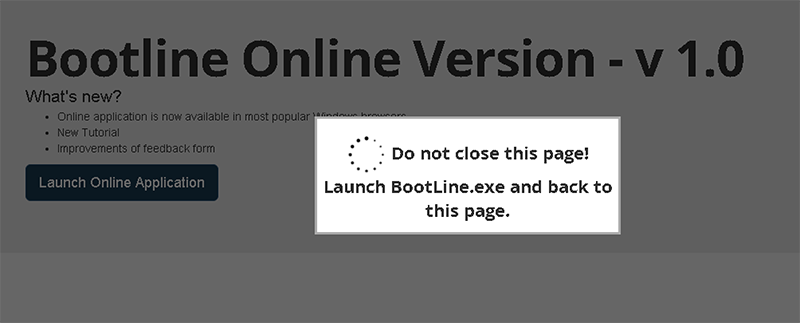 Bootline Online Version - v 1.0
What's new?
Online application is now available in most popular Windows browsers
New Tutorial
Improvements of feedback form
Launch Online Application
Do not close this page!
Launch BootLine.exe and back to
this page.